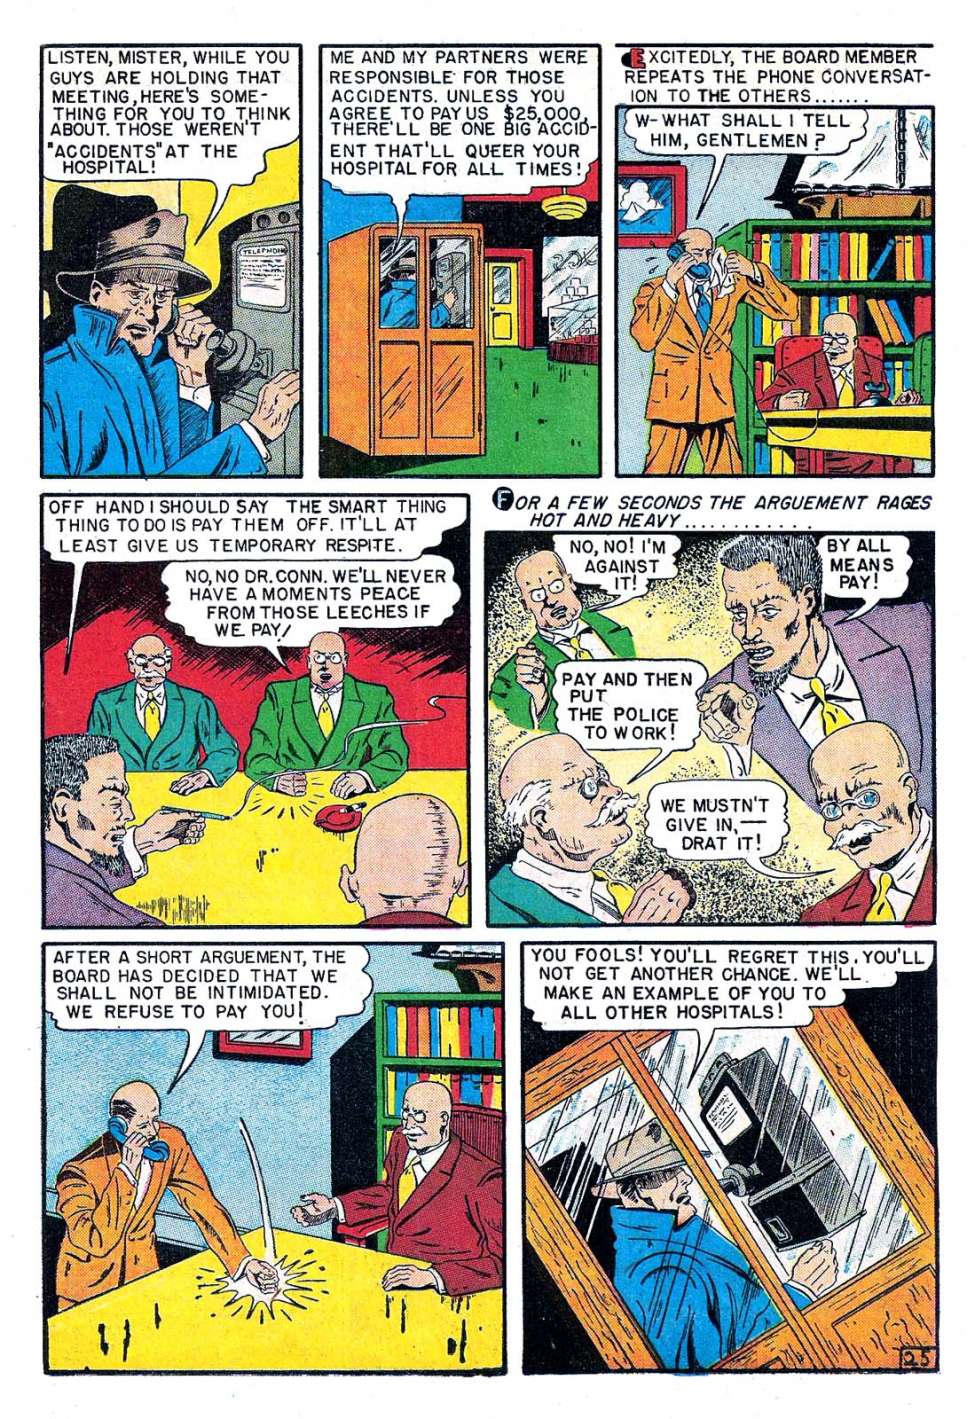 LISTEN, MISTER, WHILE YOU
GUYS ARE HOLDING THAT
MEETING, HERE'S SOME-
THING FOR YOU TO THINK
ABOUT. THOSE WEREN'T
"ACCIDENTS" AT THE
HOSPITAL!
TELEPHONE
ME AND MY PARTNERS WERE
RESPONSIBLE FOR THOSE
ACCIDENTS. UNLESS YOU
AGREE TO PAY US $25,000,
THERE'LL BE ONE BIG ACCID-
ENT THAT'LL QUEER YOUR
HOSPITAL FOR ALL TIMES!
EXCITEDLY, THE BOARD MEMBER
REPEATS THE PHONE CONVERSAT-
ION TO THE OTHERS.......
W-WHAT SHALL I TELL
HIM, GENTLEMEN?
OFF HAND I SHOULD SAY THE SMART THING
THING TO DO IS PAY THEM OFF. IT'LL AT
LEAST GIVE US TEMPORARY RESPITE.
NO, NO DR. CONN. WE'LL NEVER
HAVE A MOMENTS PEACE
FROM THOSE LEECHES IF
WE PAY!
FOR A FEW SECONDS THE ARGUEMENT RAGES
HOT AND HEAVY............
NO, NO! I'M
AGAINST
IT!
BY ALL
MEANS
PAY!
PAY AND THEN
PUT
THE POLICE
TO WORK!
WE MUSTN'T
GIVE IN,—
DRAT IT!
AFTER A SHORT ARGUEMENT, THE
BOARD HAS DECIDED THAT WE
SHALL NOT BE INTIMIDATED.
WE REFUSE TO PAY YOU!
YOU FOOLS! YOU'LL REGRET THIS. YOU'LL
NOT GET ANOTHER CHANCE. WE'LL
MAKE AN EXAMPLE OF YOU TO
ALL OTHER HOSPITALS!
25